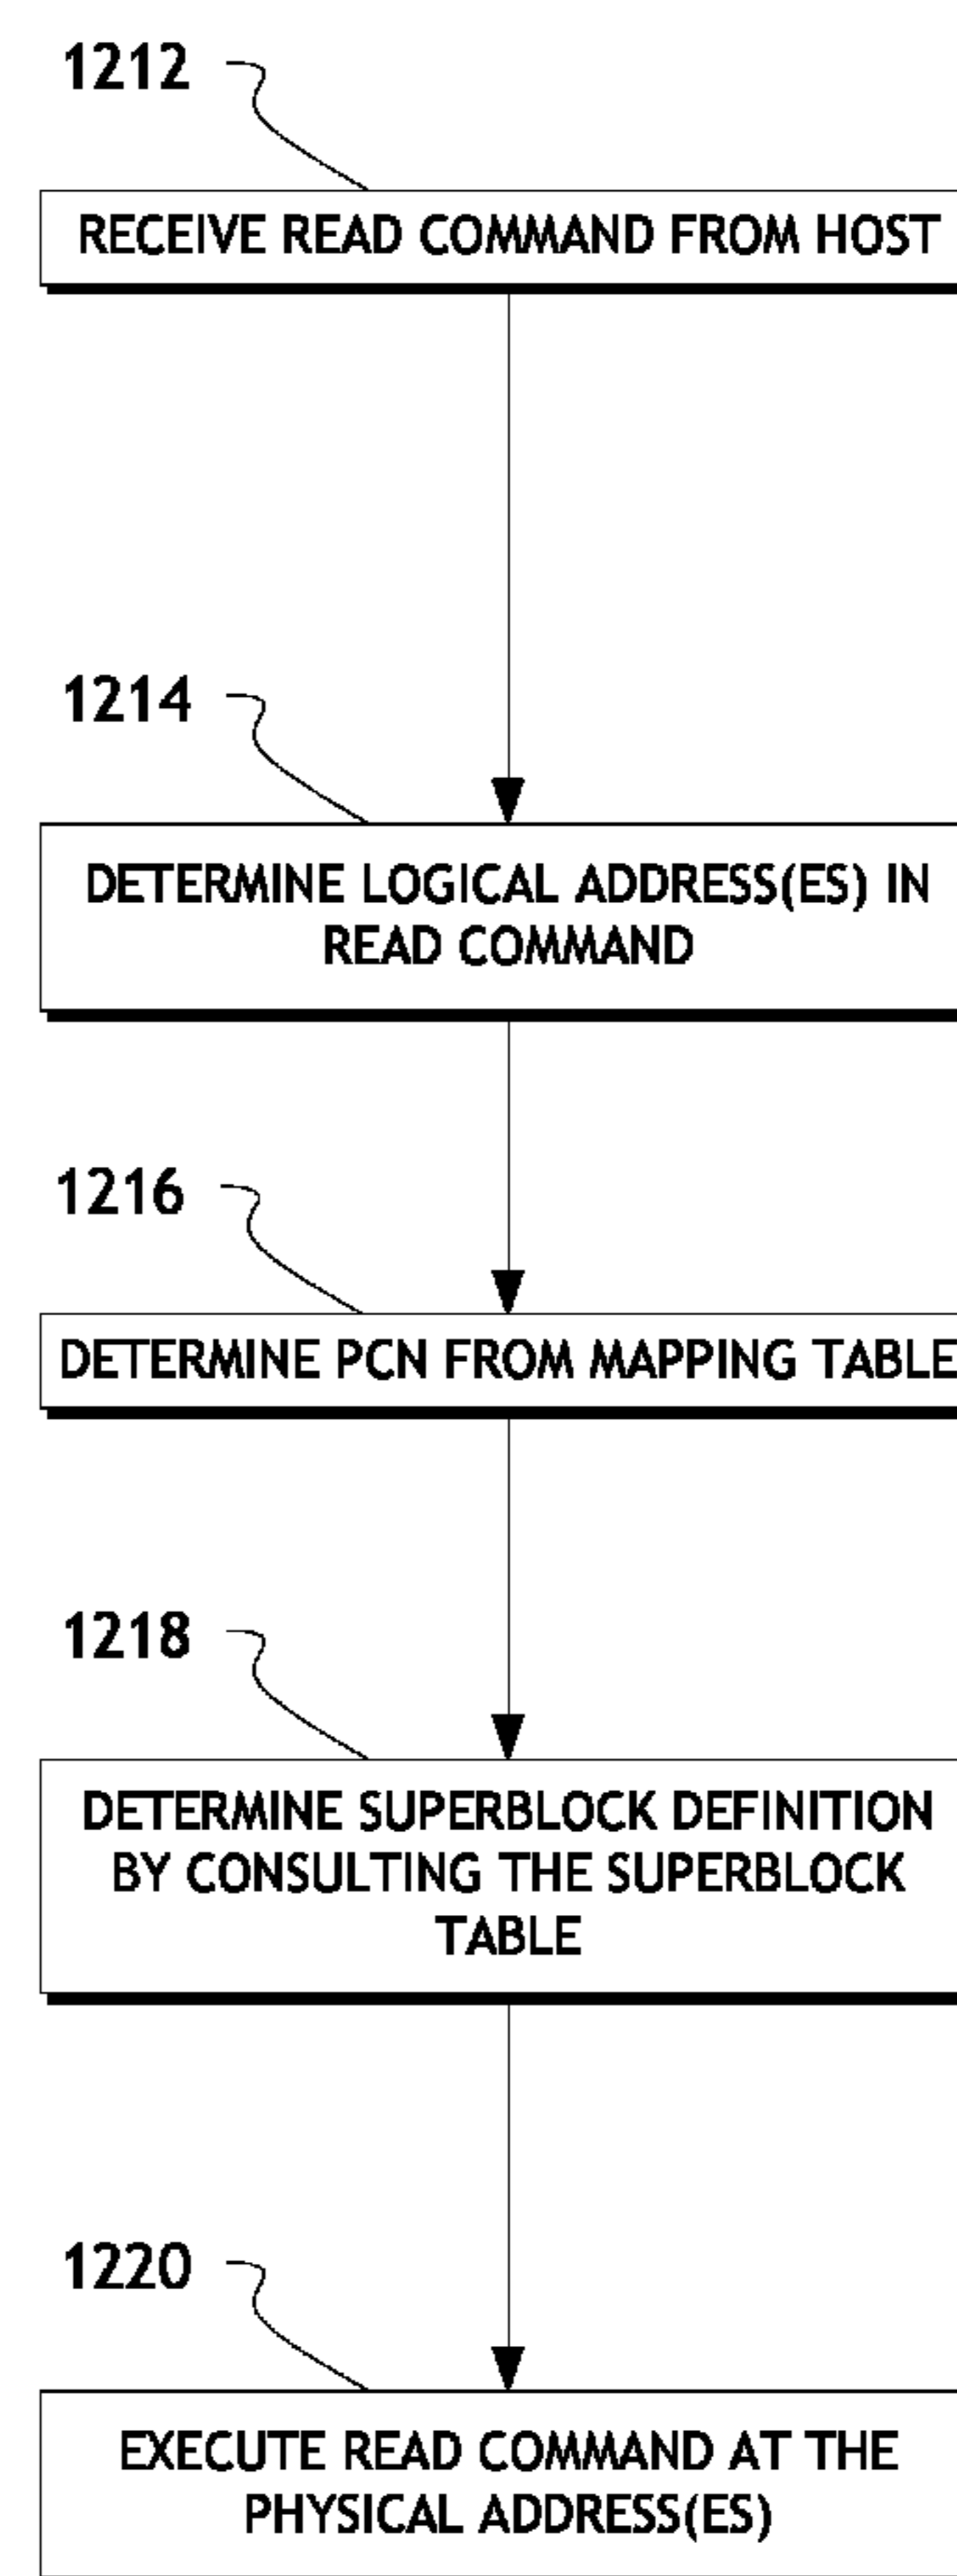 1212
RECEIVE READ COMMAND FROM HOST
1214
DETERMINE LOGICAL ADDRESS(ES) IN
READ COMMAND
1216
DETERMINE PCN FROM MAPPING TABLE
1218
DETERMINE SUPERBLOCK DEFINITION
BY CONSULTING THE SUPERBLOCK
TABLE
1220
EXECUTE READ COMMAND AT THE
PHYSICAL ADDRESS(ES)